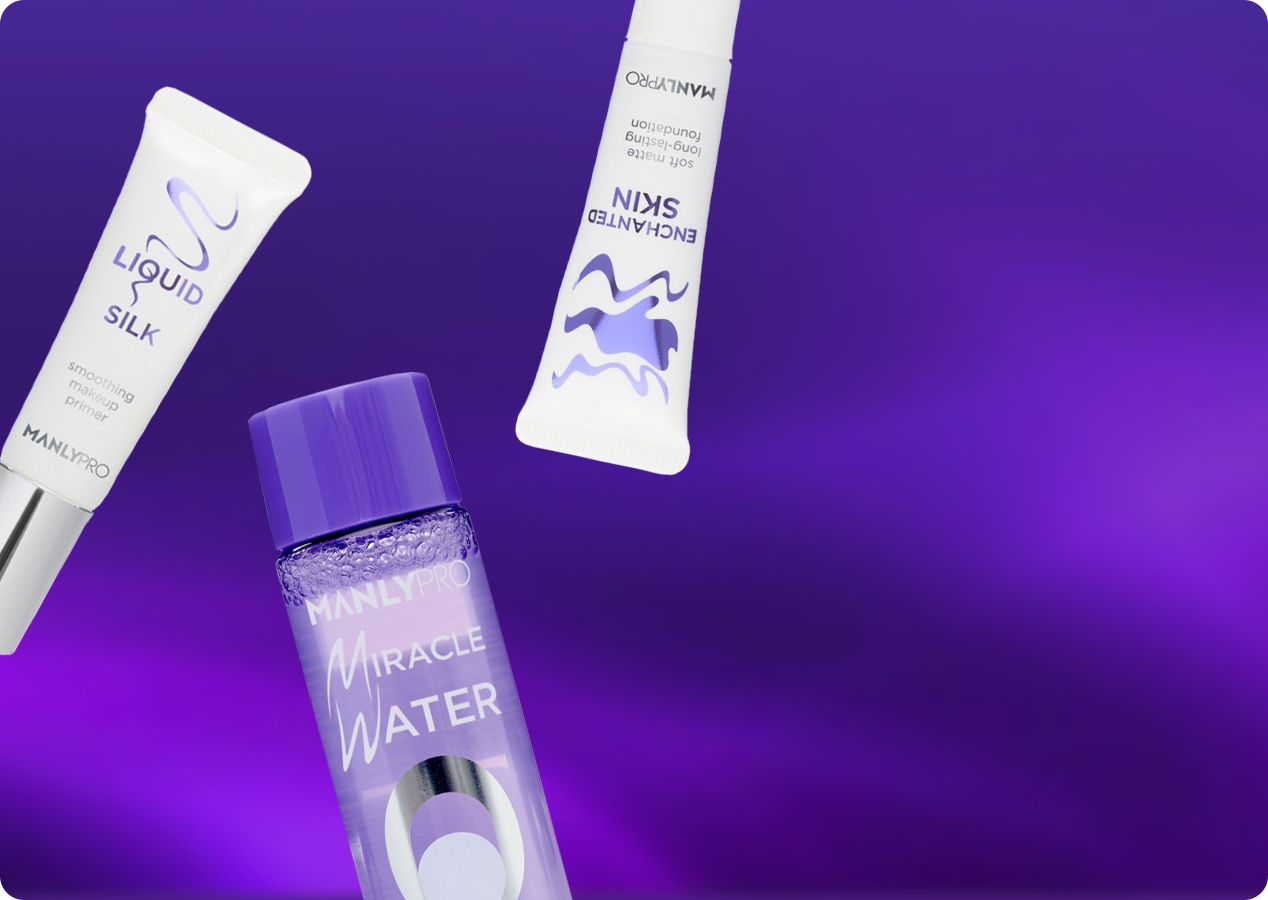 LIQUID
SILK
smoothing
makeup
primer
MANLYPRO
MANLYPRO
soft matte
long-lasting
foundation
ENCHANTED
SKIN
MANLYPRO
MIRACLE
WATER